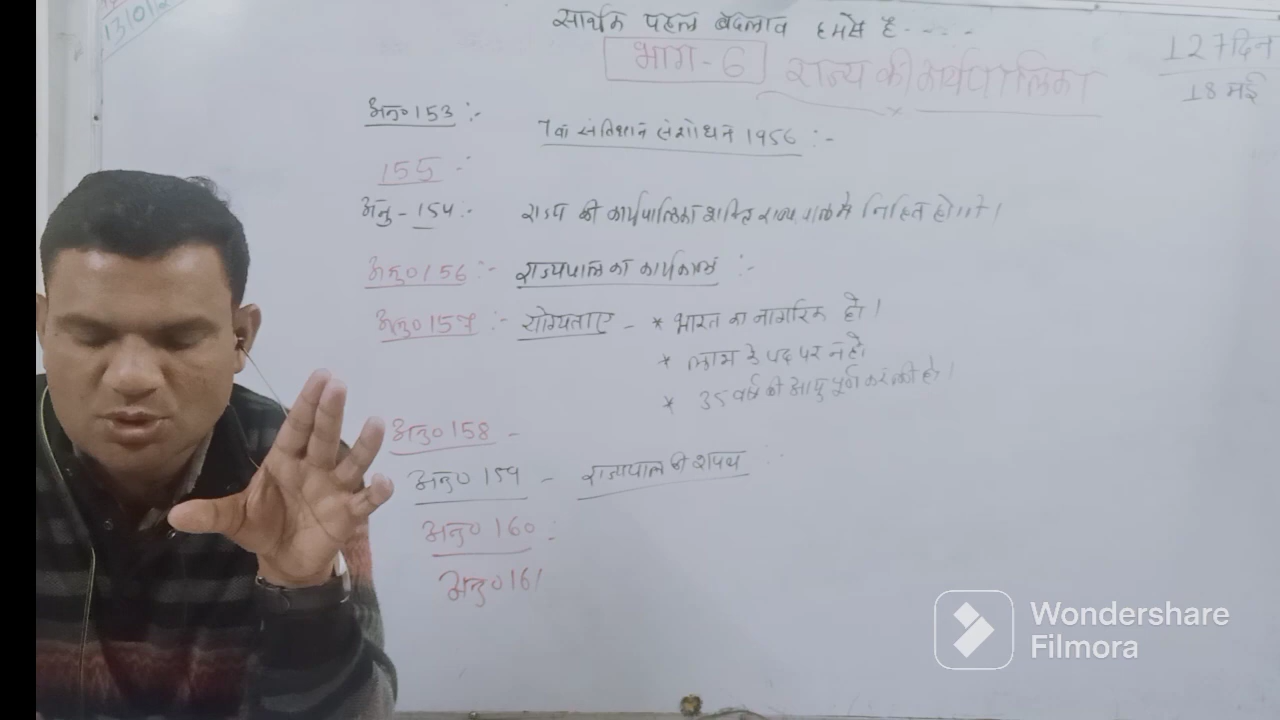 सार्थक पहल बदलाव हमसे है- - - -
भाग-6 राज्य की कार्यपालिका
127 दिन
18 मई
अनु० 153 :-
7वां संविधान संशोधन 1956 :-
155 :-
अनु - 154 :- राज्य की कार्यपालिका शक्ति राज्यपाल मे निहित होगी।
अनु० 156 :- राज्यपाल का कार्यकाल :-
अनु० 157 :- योग्यताए - * भारत का नागरिक हो।
* लाभ के पद पर न हो
* 35 वर्ष की आयु पूर्ण कर ली हो।
अनु० 158 -
अनु० 159 - राज्यपाल की शपथ :
अनु० 160 :
अनु० 161
Wondershare
Filmora